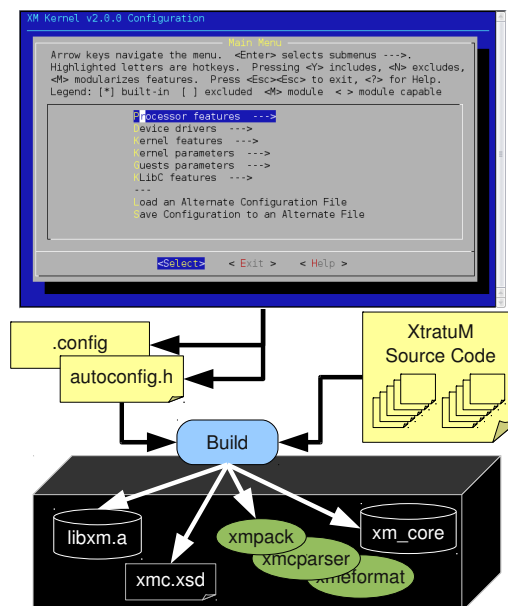 XM Kernel v2.0.0 Configuration
Main Menu
Arrow keys navigate the menu. <Enter> selects submenus --->.
Highlighted letters are hotkeys. Pressing <Y> includes, <N> excludes,
<M> modularizes features. Press <Esc><Esc> to exit, <?> for Help.
Legend: [*] built-in [ ] excluded <M> module < > module capable
Processor features --->
Device drivers --->
Kernel features --->
Kernel parameters --->
Guests parameters --->
KLibC features --->
---
Load an Alternate Configuration File
Save Configuration to an Alternate File
<Select> < Exit > < Help >
.config
autoconfig.h
XtratuM
Source Code
Build
libxm.a
xmc.xsd
xmpack
xmcparser
xmeformat
xm_core